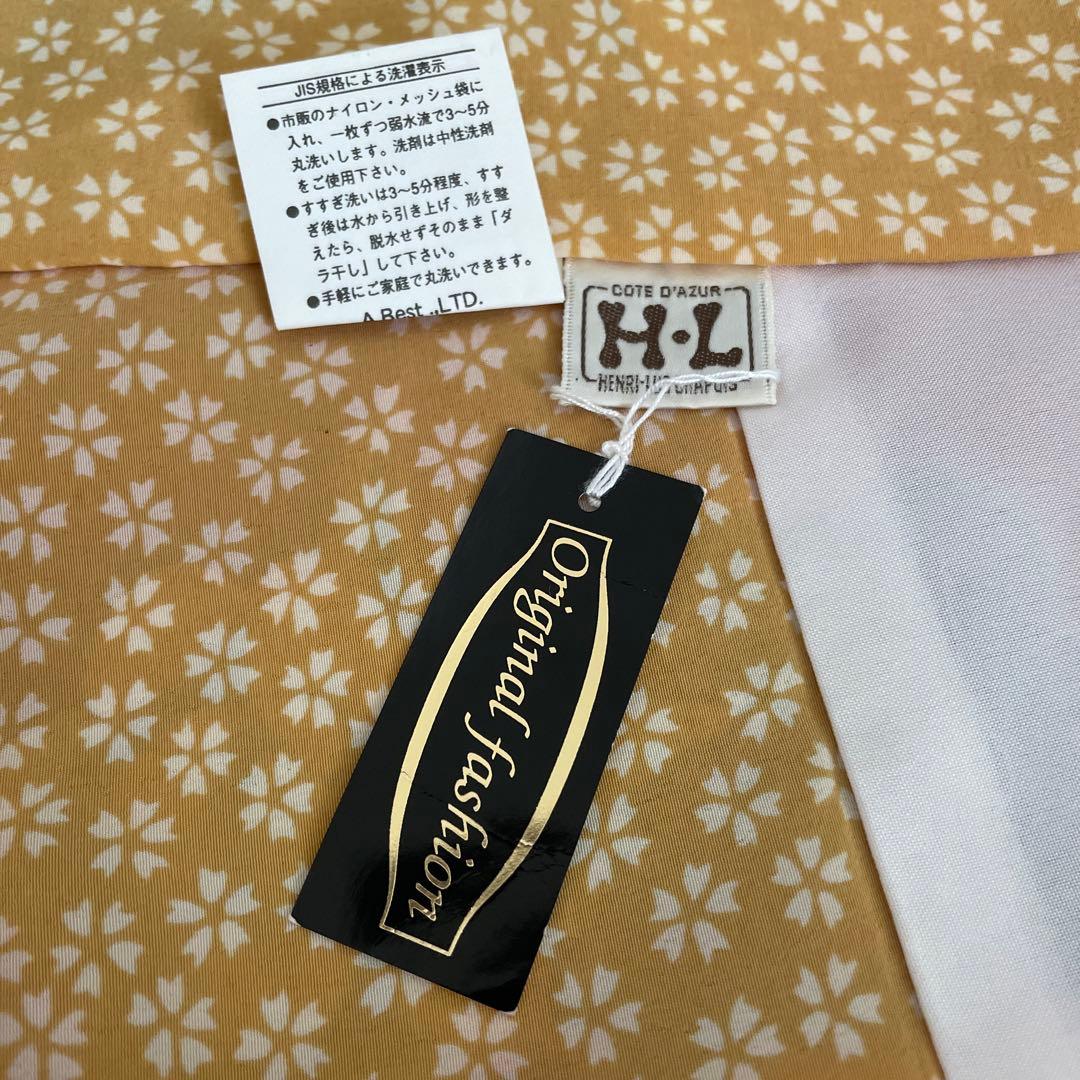 JIS規格による洗濯表示
●市販のナイロン・メッシュ袋に
入れ、一枚ずつ弱水流で3〜5分
丸洗いします。洗剤は中性洗剤
をご使用下さい。
●すすぎ洗いは3〜5分程度、すす
ぎ後は水から引き上げ、形を整
えたら、脱水せずそのまま「ダ
ラ干し」して下さい。
●手軽にご家庭で丸洗いできます。
A Best .,LTD.
COTE D'AZUR
H·L
HENRI-LUC CHAPUIS
Original fashion